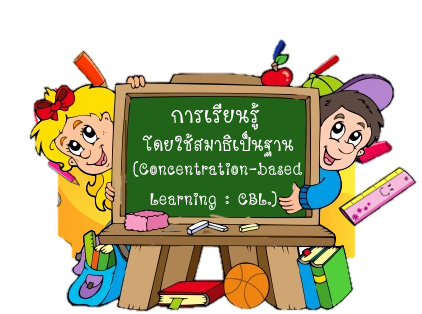 การเรียนรู้
โดยใช้สมาธิเป็นฐาน
(Concentration-based
Learning : CBL.)